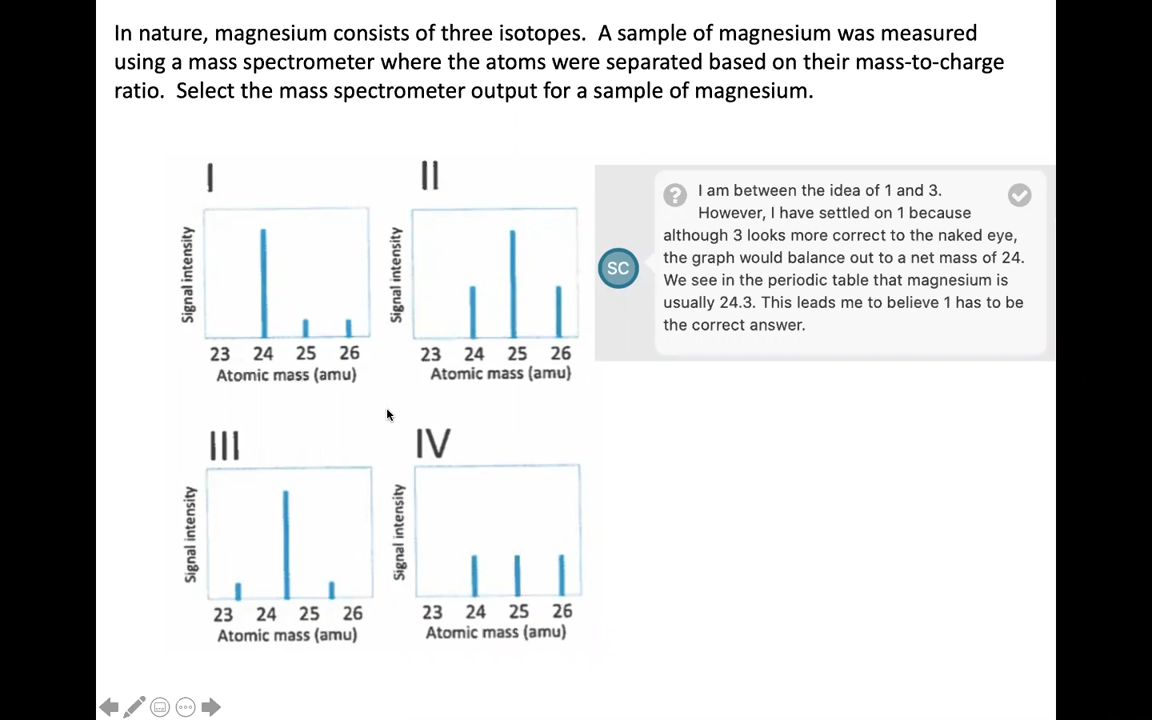 In nature, magnesium consists of three isotopes. A sample of magnesium was measured
using a mass spectrometer where the atoms were separated based on their mass-to-charge
ratio. Select the mass spectrometer output for a sample of magnesium.
I
Signal intensity
23 24 25 26
Atomic mass (amu)
II
Signal intensity
23 24 25 26
Atomic mass (amu)
SC
? I am between the idea of 1 and 3.
However, I have settled on 1 because
although 3 looks more correct to the naked eye,
the graph would balance out to a net mass of 24.
We see in the periodic table that magnesium is
usually 24.3. This leads me to believe 1 has to be
the correct answer.
III
Signal intensity
23 24 25 26
Atomic mass (amu)
IV
Signal intensity
23 24 25 26
Atomic mass (amu)